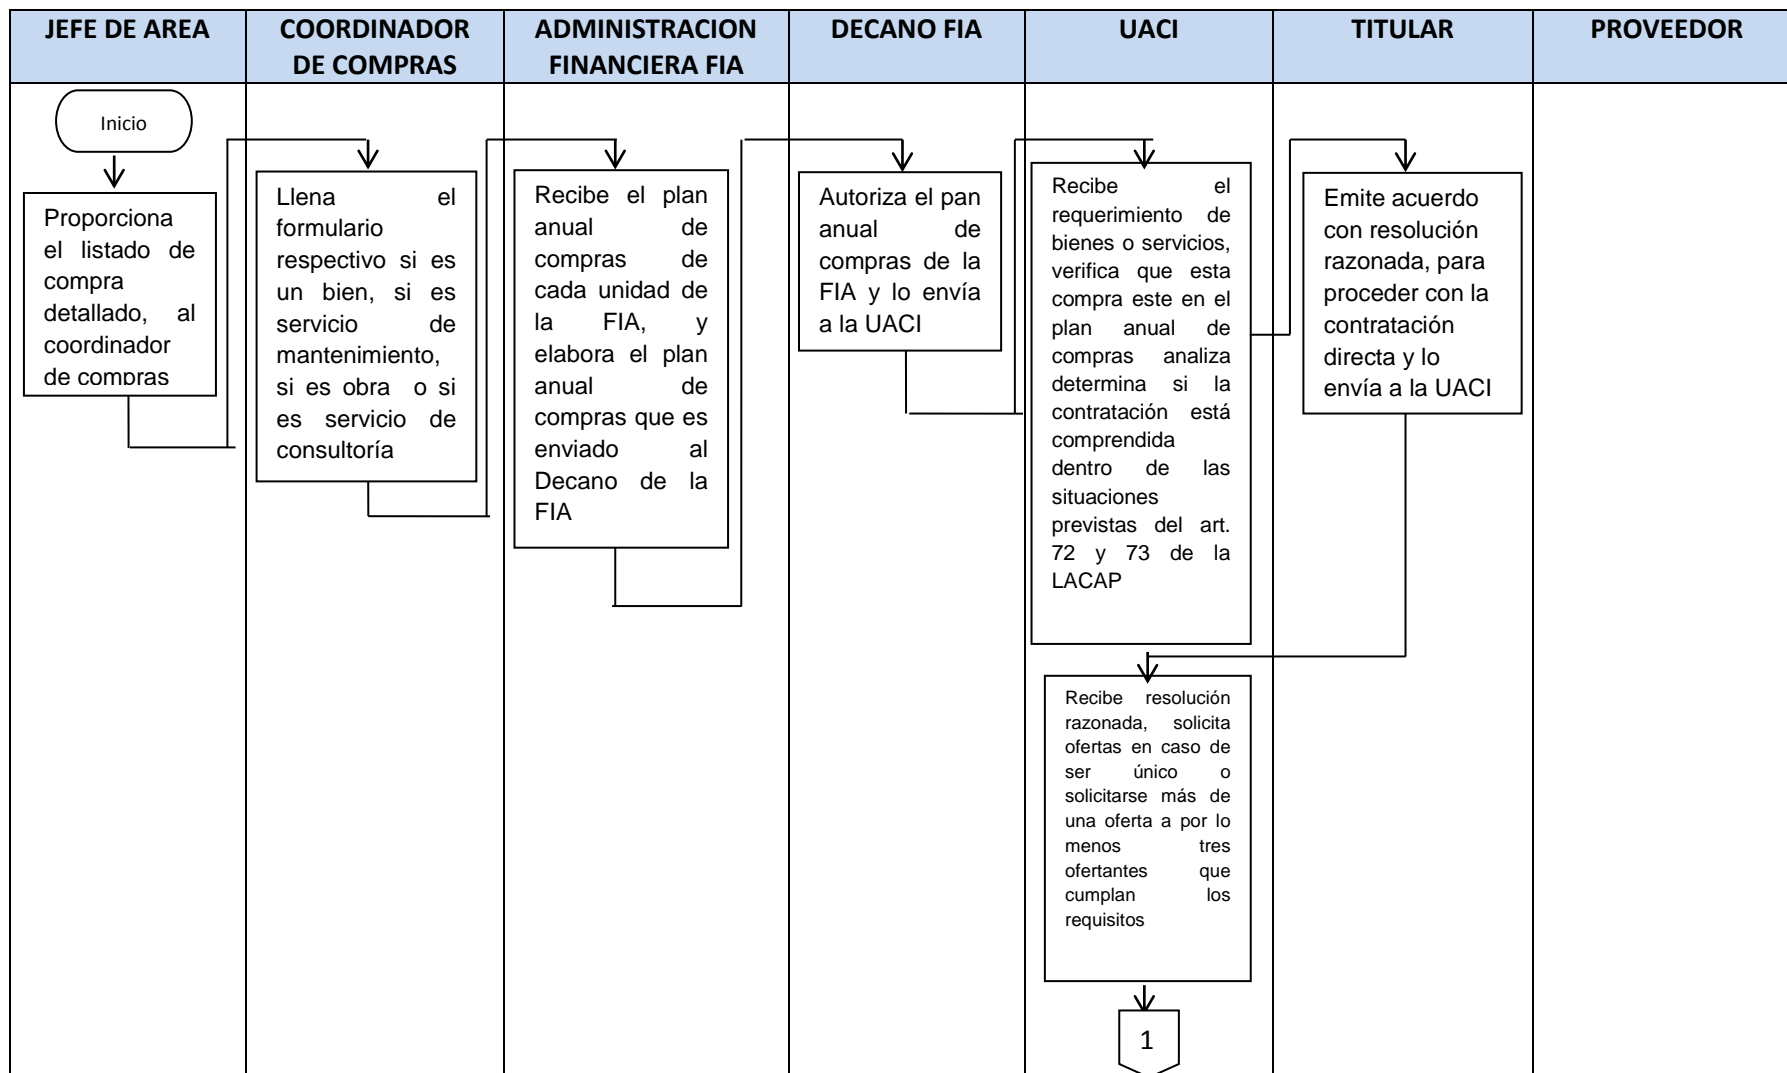 JEFE DE AREA
COORDINADOR
DE COMPRAS
ADMINISTRACION
FINANCIERA FIA
DECANO FIA
UACI
TITULAR
PROVEEDOR
Inicio
Proporciona
el listado de
compra
detallado, al
coordinador
de compras
Llena el
formulario
respectivo si es
un bien, si es
servicio de
mantenimiento,
si es obra o si
es servicio de
consultoría
Recibe el plan
anual de
compras de
cada unidad de
la FIA, y
elabora el plan
anual de
compras que es
enviado al
Decano de la
FIA
Autoriza el pan
anual de
compras de la
FIA y lo envía
a la UACI
Recibe el
requerimiento de
bienes o servicios,
verifica que esta
compra este en el
plan anual de
compras analiza
determina si la
contratación está
comprendida
dentro de las
situaciones
previstas del art.
72 y 73 de la
LACAP
Emite acuerdo
con resolución
razonada, para
proceder con la
contratación
directa y lo
envía a la UACI
Recibe resolución
razonada, solicita
ofertas en caso de
ser único o
solicitarse más de
una oferta a por lo
menos tres
ofertantes que
cumplan los
requisitos
1